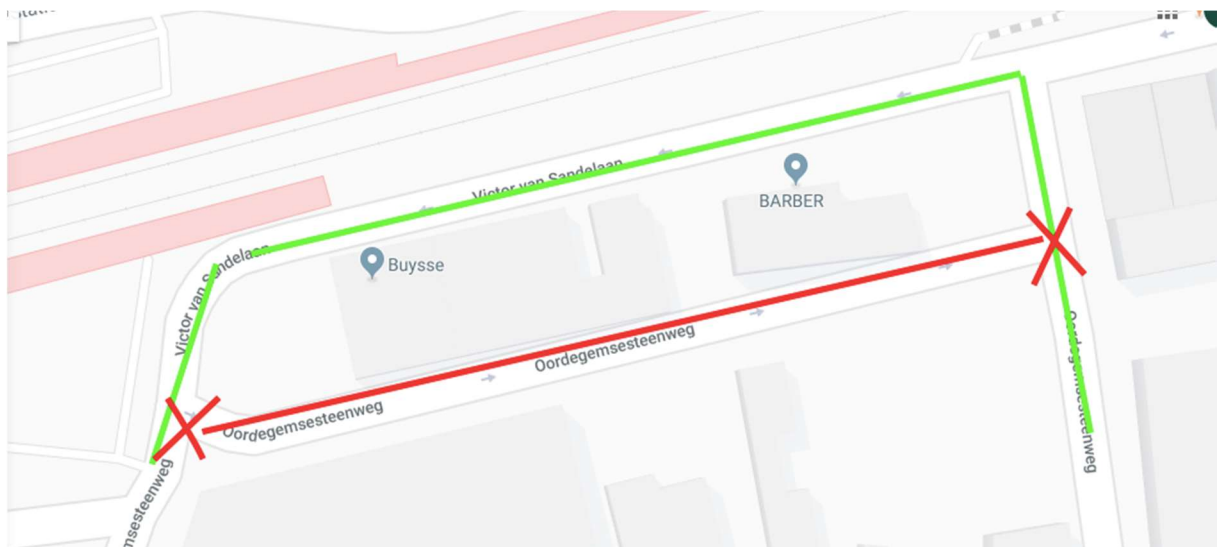 Victor van Sandelaan
BARBER
Victor van Sandelaan
Buysse
Oordegemsesteenweg
Oordegemsesteenweg
Oordegemsesteenweg
msesteenweg